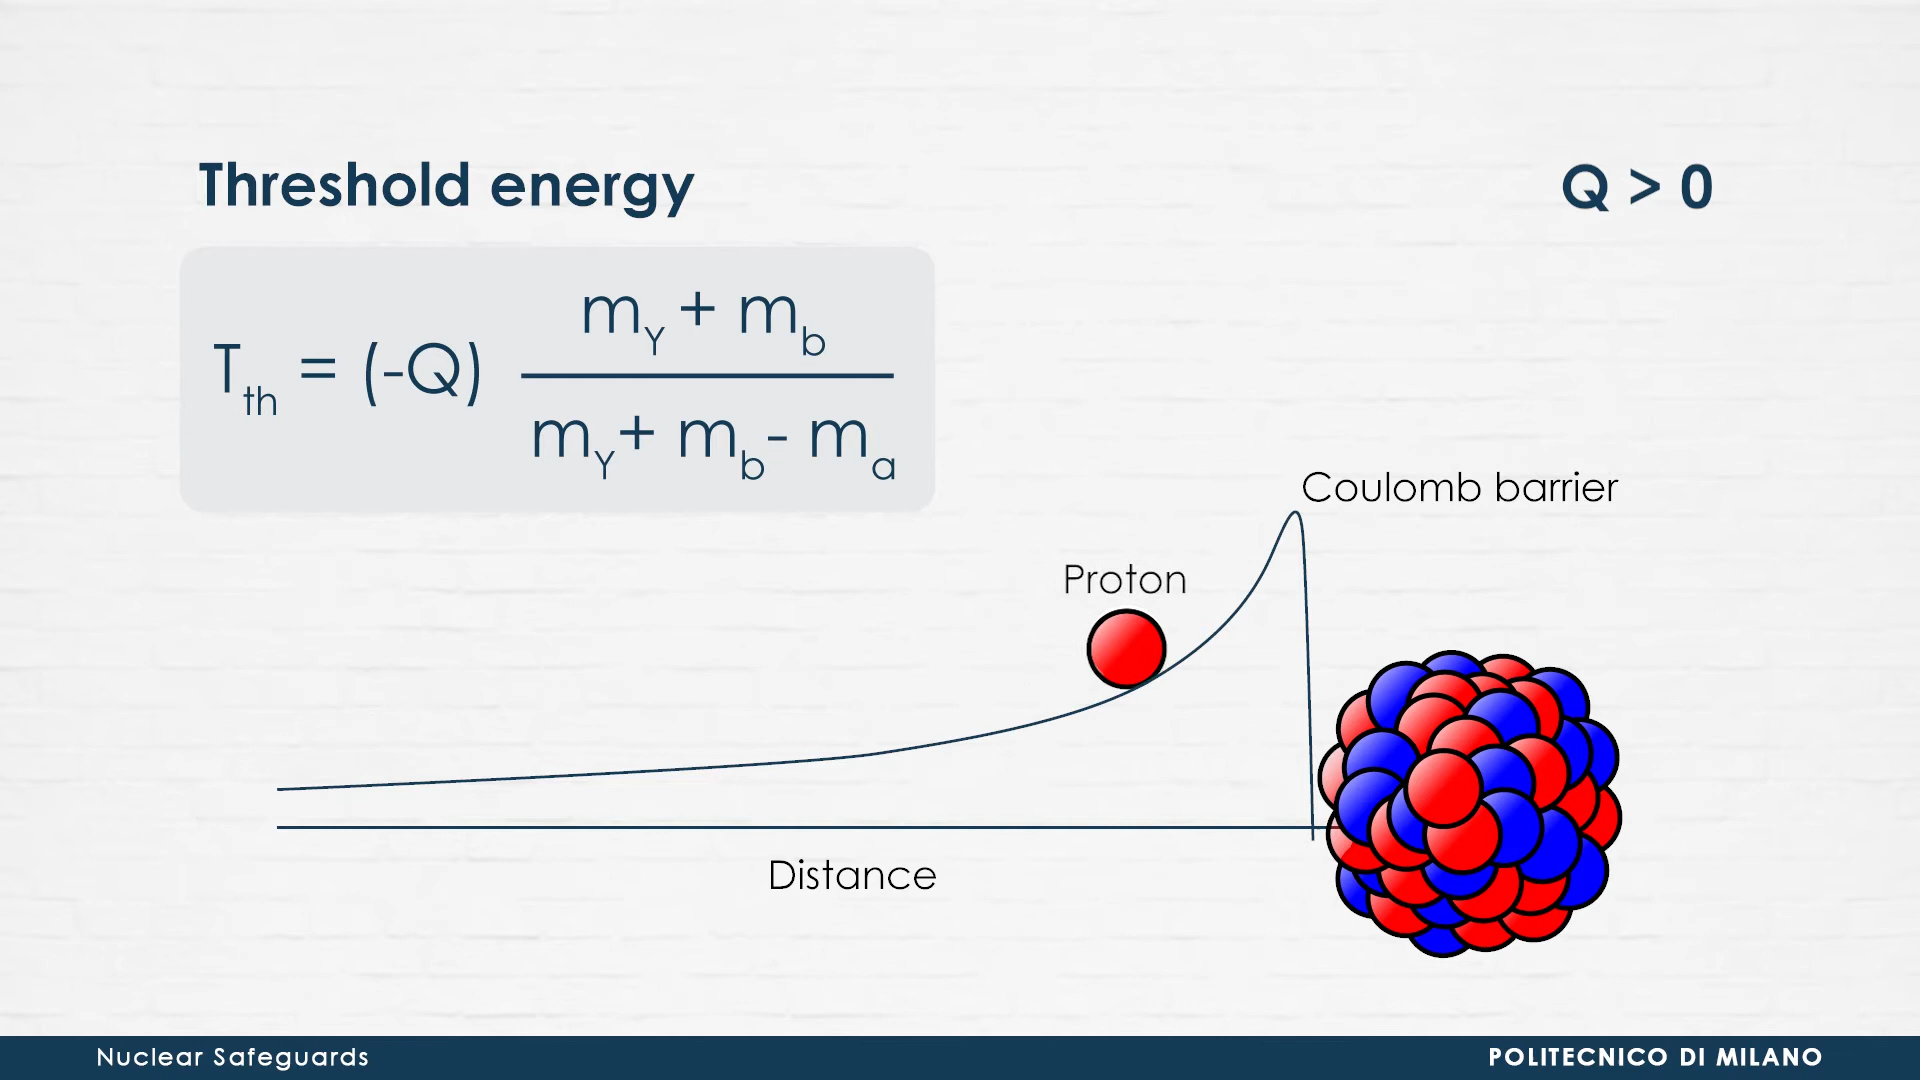 Threshold energy
Q > 0
T_th = (-Q) (m_Y + m_b) / (m_Y + m_b - m_a)
Coulomb barrier
Proton
Distance
Nuclear Safeguards
POLITECNICO DI MILANO